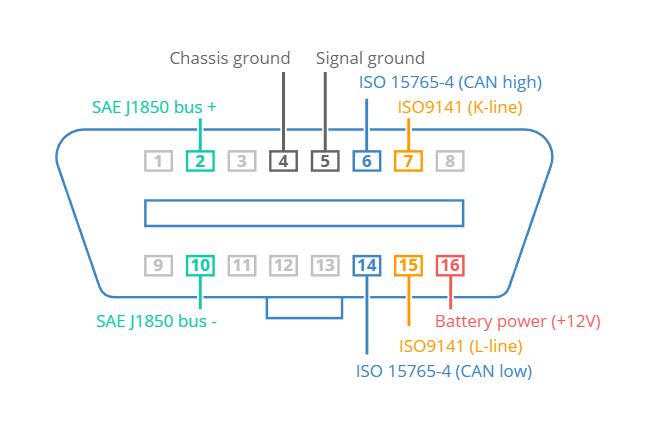 Chassis ground
Signal ground
ISO 15765-4 (CAN high)
SAE J1850 bus +
ISO9141 (K-line)
1 2 3 4 5 6 7 8
9 10 11 12 13 14 15 16
SAE J1850 bus -
Battery power (+12V)
ISO9141 (L-line)
ISO 15765-4 (CAN low)